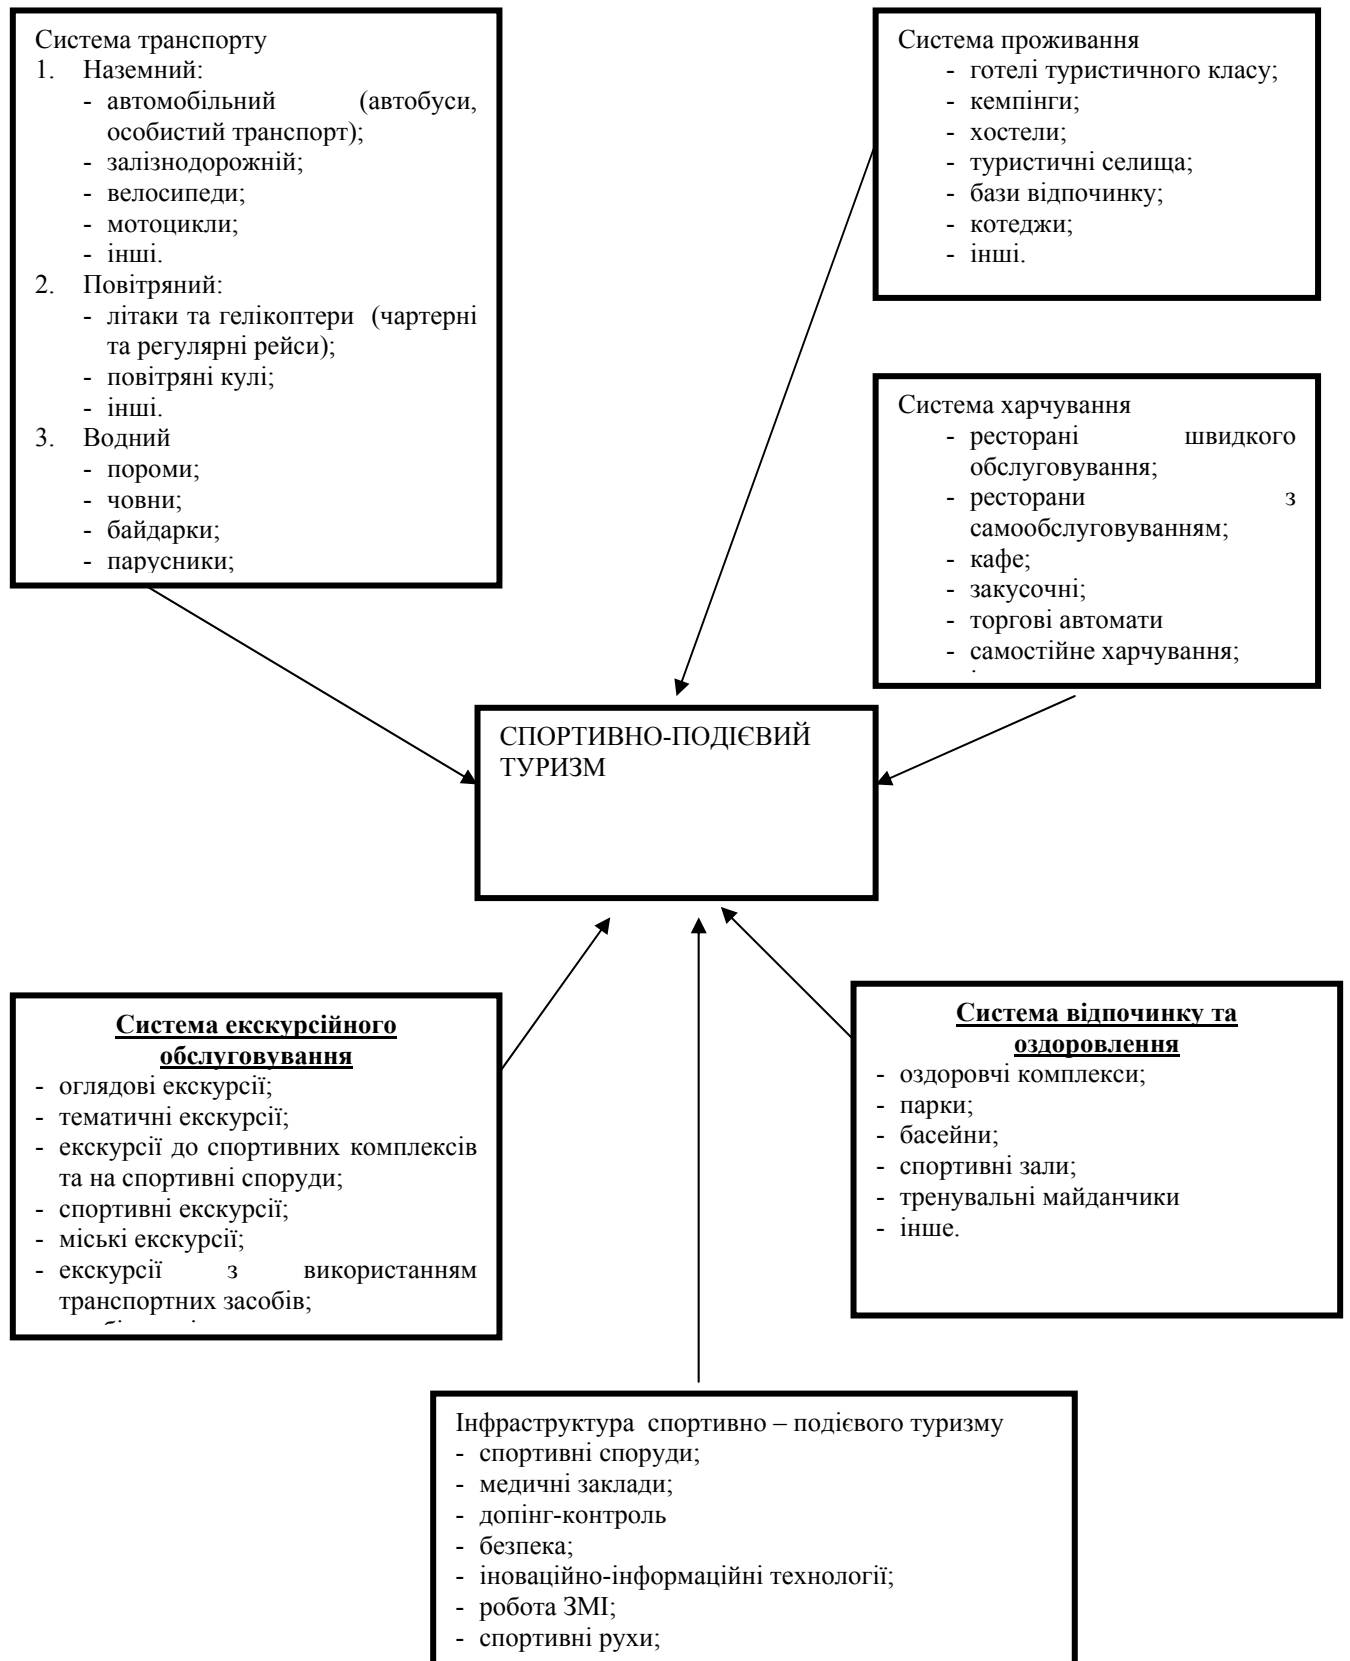 Система транспорту
1. Наземний:
- автомобільний (автобуси,
особистий транспорт);
- залізнодорожній;
- велосипеди;
- мотоцикли;
- інші.
2. Повітряний:
- літаки та гелікоптери (чартерні
та регулярні рейси);
- повітряні кулі;
- інші.
3. Водний
- пороми;
- човни;
- байдарки;
- парусники;
Система проживання
- готелі туристичного класу;
- кемпінги;
- хостели;
- туристичні селища;
- бази відпочинку;
- котеджи;
- інші.
Система харчування
- ресторані швидкого
обслуговування;
- ресторани з
самообслуговуванням;
- кафе;
- закусочні;
- торгові автомати
- самостійне харчування;
СПОРТИВНО-ПОДІЄВИЙ
ТУРИЗМ
Система екскурсійного
обслуговування
- оглядові екскурсії;
- тематичні екскурсії;
- екскурсії до спортивних комплексів
та на спортивні споруди;
- спортивні екскурсії;
- міські екскурсії;
- екскурсії з використанням
транспортних засобів;
Система відпочинку та
оздоровлення
- оздоровчі комплекси;
- парки;
- басейни;
- спортивні зали;
- тренувальні майданчики
- інше.
Інфраструктура спортивно – подієвого туризму
- спортивні споруди;
- медичні заклади;
- допінг-контроль
- безпека;
- іноваційно-інформаційні технології;
- робота ЗМІ;
- спортивні рухи;